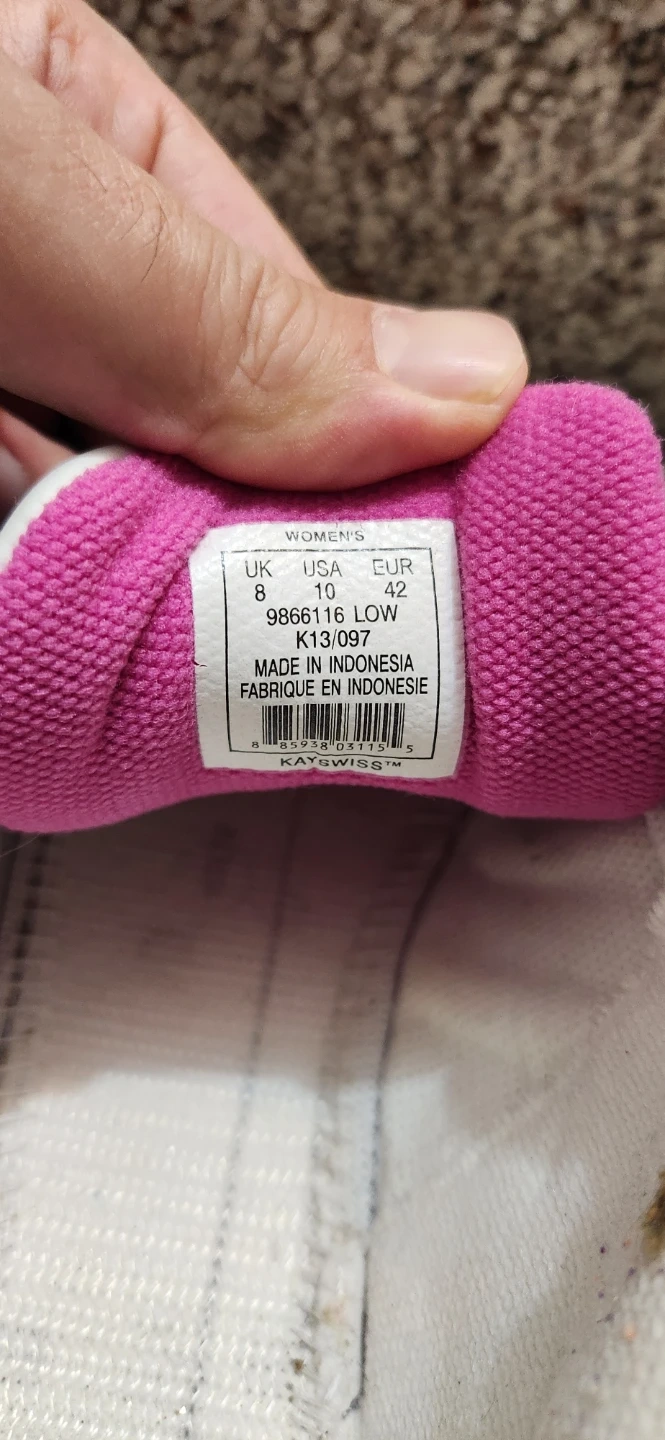 WOMEN'S
UK USA EUR
8 10 42
9866116 LOW
K13/097
MADE IN INDONESIA
FABRIQUE EN INDONESIE
8 85938 03115 5
KAYSWISS™